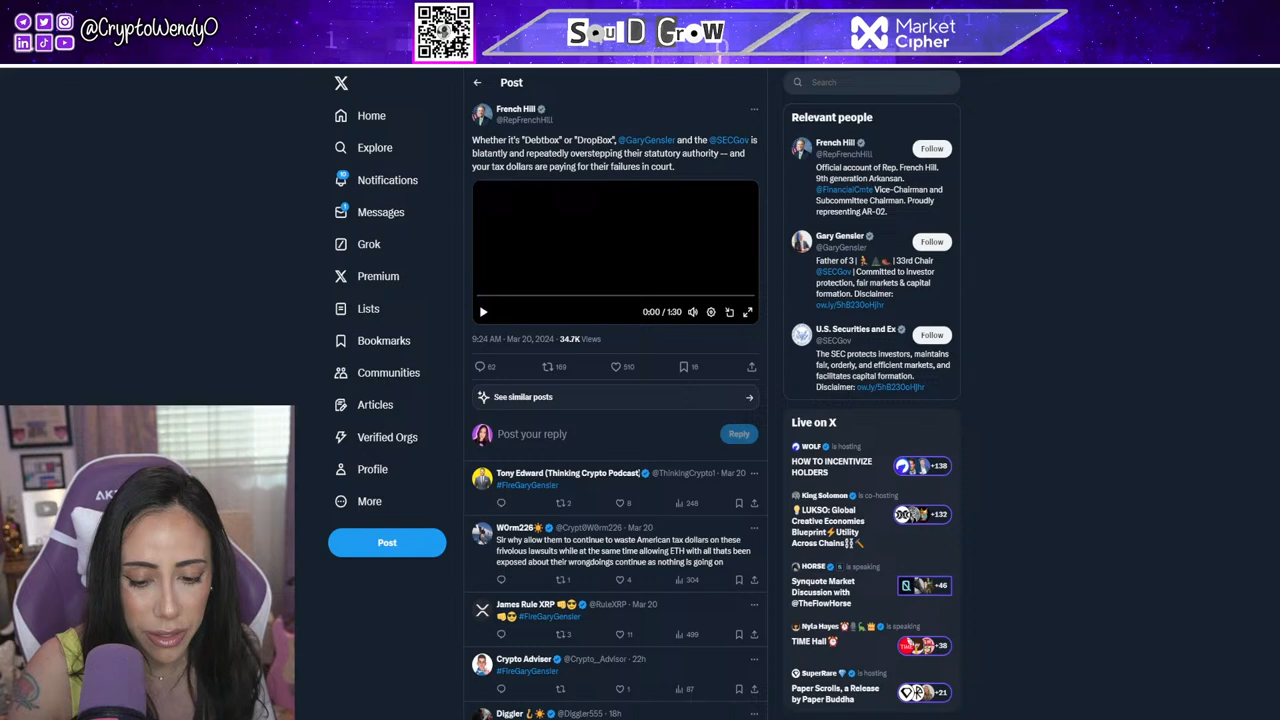 @CryptoWendyO
SquiD GroW
Market
Cipher
Home
Explore
10
Notifications
1
Messages
Grok
Premium
Lists
Bookmarks
Communities
Articles
Verified Orgs
Profile
More
Post
Post
French Hill
@RepFrenchHill
Whether it's "Debtbox" or "DropBox", @GaryGensler and the @SECGov is
blatantly and repeatedly overstepping their statutory authority — and
your tax dollars are paying for their failures in court.
0:00 / 1:30
9:24 AM · Mar 20, 2024 · 34.7K Views
62 169 510 16
See similar posts
Post your reply
Reply
Tony Edward (Thinking Crypto Podcast) @ThinkingCrypto1 · Mar 20
#FireGaryGensler
2 6 248
W0rm226 @Crypt0W0rm226 · Mar 20
Sir why allow them to continue to waste American tax dollars on these
frivolous lawsuits while at the same time allowing ETH with all thats been
exposed about their wrongdoings continue as nothing is going on
1 4 304
James Rule XRP @RuleXRP · Mar 20
#FireGaryGensler
3 11 499
Crypto Adviser @Crypto__Advisor · 22h
#FireGaryGensler
1 87
Diggler @Diggler555 · 18h
Search
Relevant people
French Hill
@RepFrenchHill
Follow
Official account of Rep. French Hill.
9th generation Arkansan.
@FinancialCmte Vice-Chairman and
Subcommittee Chairman. Proudly
representing AR-02.
Gary Gensler
@GaryGensler
Follow
Father of 3 | | 33rd Chair
@SECGov | Committed to investor
protection, fair markets & capital
formation. Disclaimer:
ow.ly/5hB230oHjhr
U.S. Securities and Ex
@SECGov
Follow
The SEC protects investors, maintains
fair, orderly, and efficient markets, and
facilitates capital formation.
Disclaimer: ow.ly/5hB230oHjhr
Live on X
WOLF is hosting
HOW TO INCENTIVIZE
HOLDERS
+138
King Solomon is co-hosting
LUKSO: Global
Creative Economies
Blueprint Utility
Across Chains
+132
HORSE is speaking
Synquote Market
Discussion with
@TheFlowHorse
+46
Nyla Hayes is speaking
TIME Hall
+38
SuperRare is hosting
Paper Scrolls, a Release
by Paper Buddha
+21